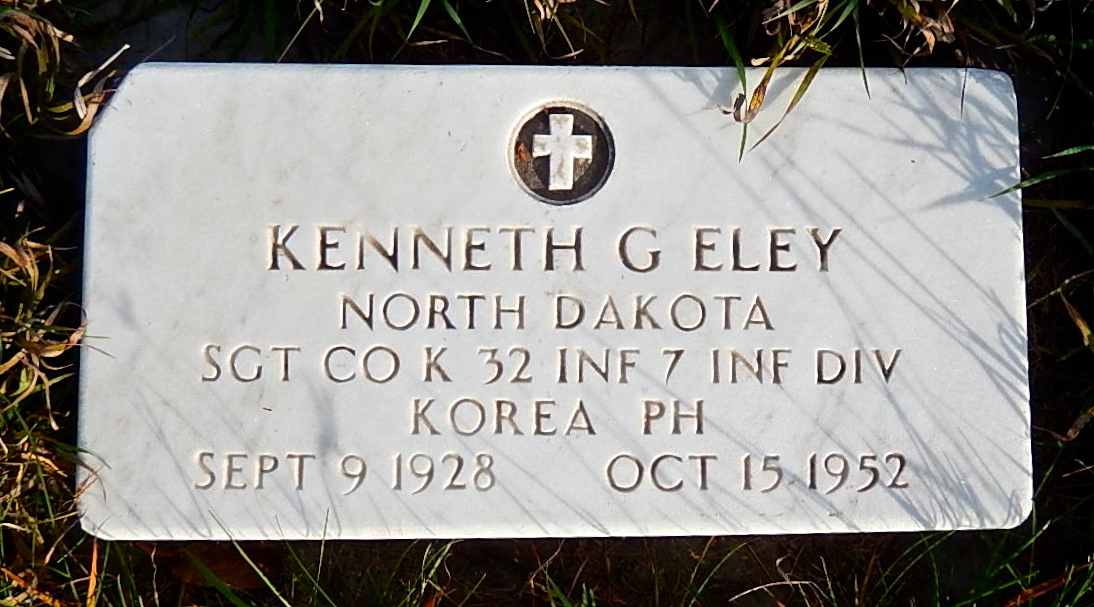 KENNETH G ELEY
NORTH DAKOTA
SGT CO K 32 INF 7 INF DIV
KOREA PH
SEPT 9 1928 OCT 15 1952